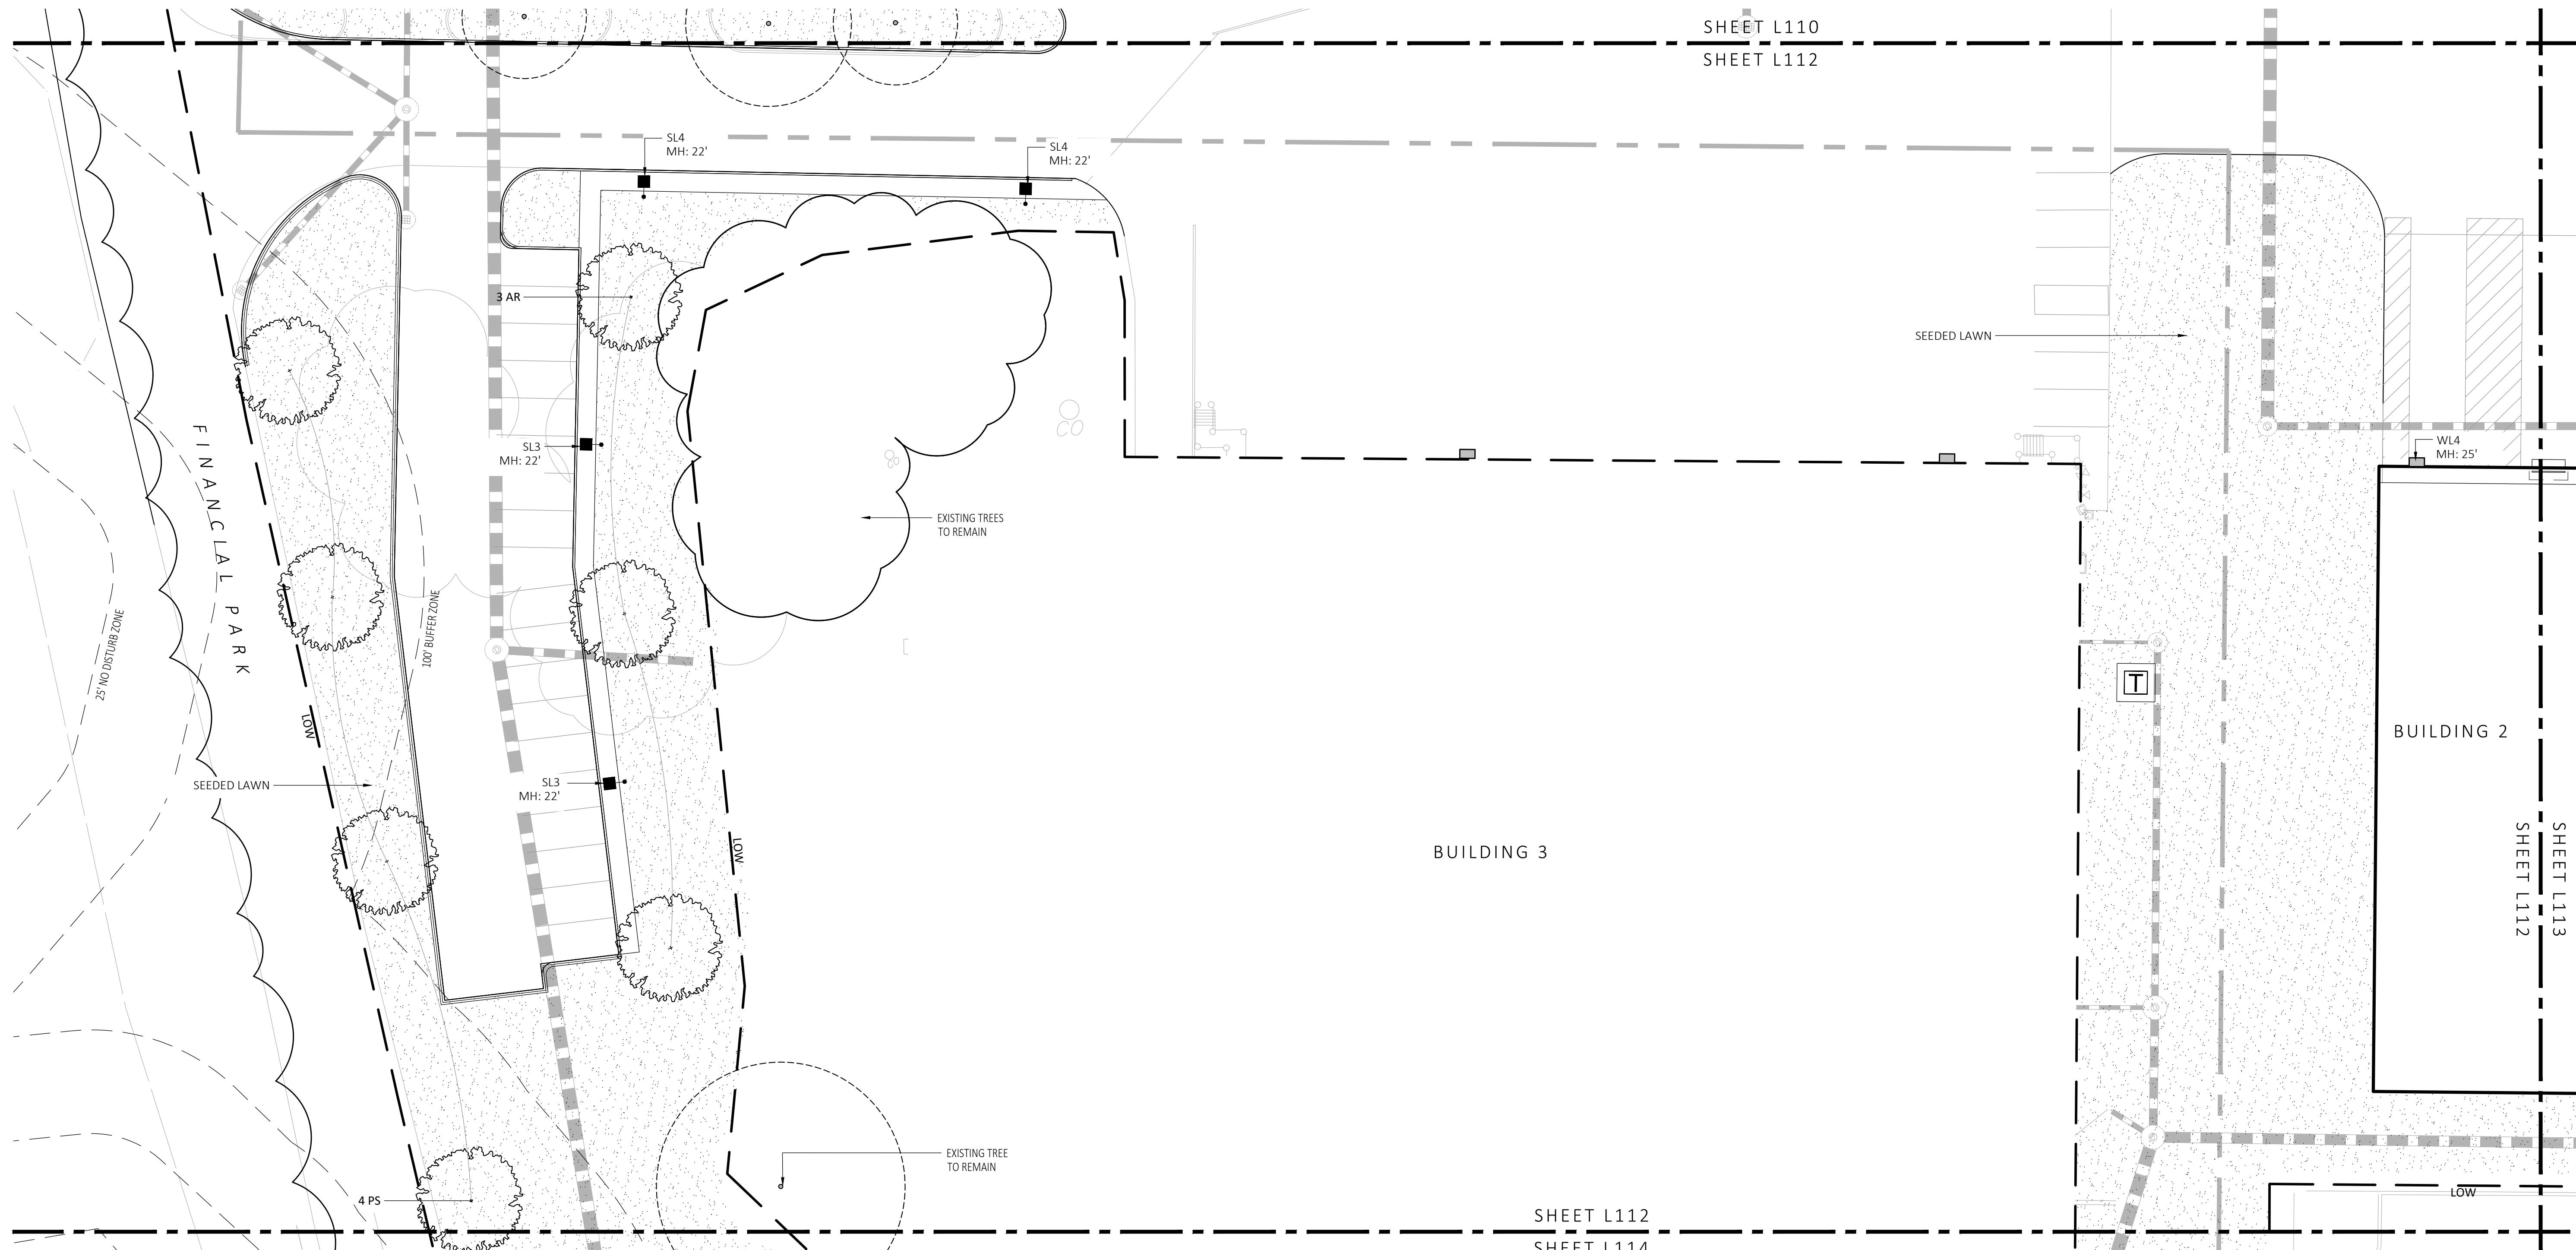 SHEET L110
SHEET L112
SL4
MH: 22'
SL4
MH: 22'
3 AR
SEEDED LAWN
SL3
MH: 22'
WL4
MH: 25'
FINANCIAL PARK
EXISTING TREES
TO REMAIN
25' NO DISTURB ZONE
100' BUFFER ZONE
T
LOW
BUILDING 2
SEEDED LAWN
SL3
MH: 22'
LOW
BUILDING 3
SHEET L112
SHEET L113
EXISTING TREE
TO REMAIN
4 PS
LOW
SHEET L112
SHEET L114